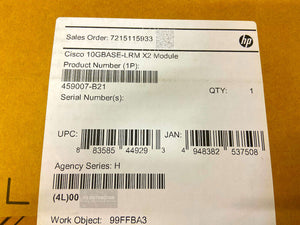 Sales Order: 7215115933
hp
Cisco 10GBASE-LRM X2 Module
Product Number (1P):
459007-B21
QTY: 1
Serial Number(s):
UPC: 8 83585 44929 3
JAN: 4 948382 537508
Agency Series: H
(4L)00
Work Object: 99FFBA3